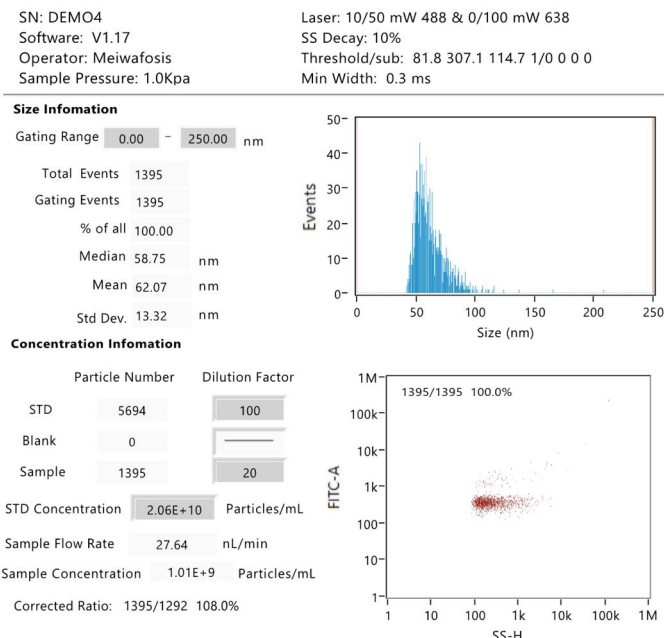 SN: DEMO4
Software: V1.17
Operator: Meiwafosis
Sample Pressure: 1.0Kpa
Laser: 10/50 mW 488 & 0/100 mW 638
SS Decay: 10%
Threshold/sub: 81.8 307.1 114.7 1/0 0 0 0
Min Width: 0.3 ms
Size Infomation
Gating Range 0.00 - 250.00 nm
Total Events 1395
Gating Events 1395
% of all 100.00
Median 58.75 nm
Mean 62.07 nm
Std Dev. 13.32 nm
50
40
30
20
10
0
Events
0 50 100 150 200 250
Size (nm)
Concentration Infomation
Particle Number Dilution Factor
STD 5694 100
Blank 0
Sample 1395 20
STD Concentration 2.06E+10 Particles/mL
Sample Flow Rate 27.64 nL/min
Sample Concentration 1.01E+9 Particles/mL
Corrected Ratio: 1395/1292 108.0%
1395/1395 100.0%
1M
100k
10k
1k
100
10
1
FITC-A
1 10 100 1k 10k 100k 1M
SS-H